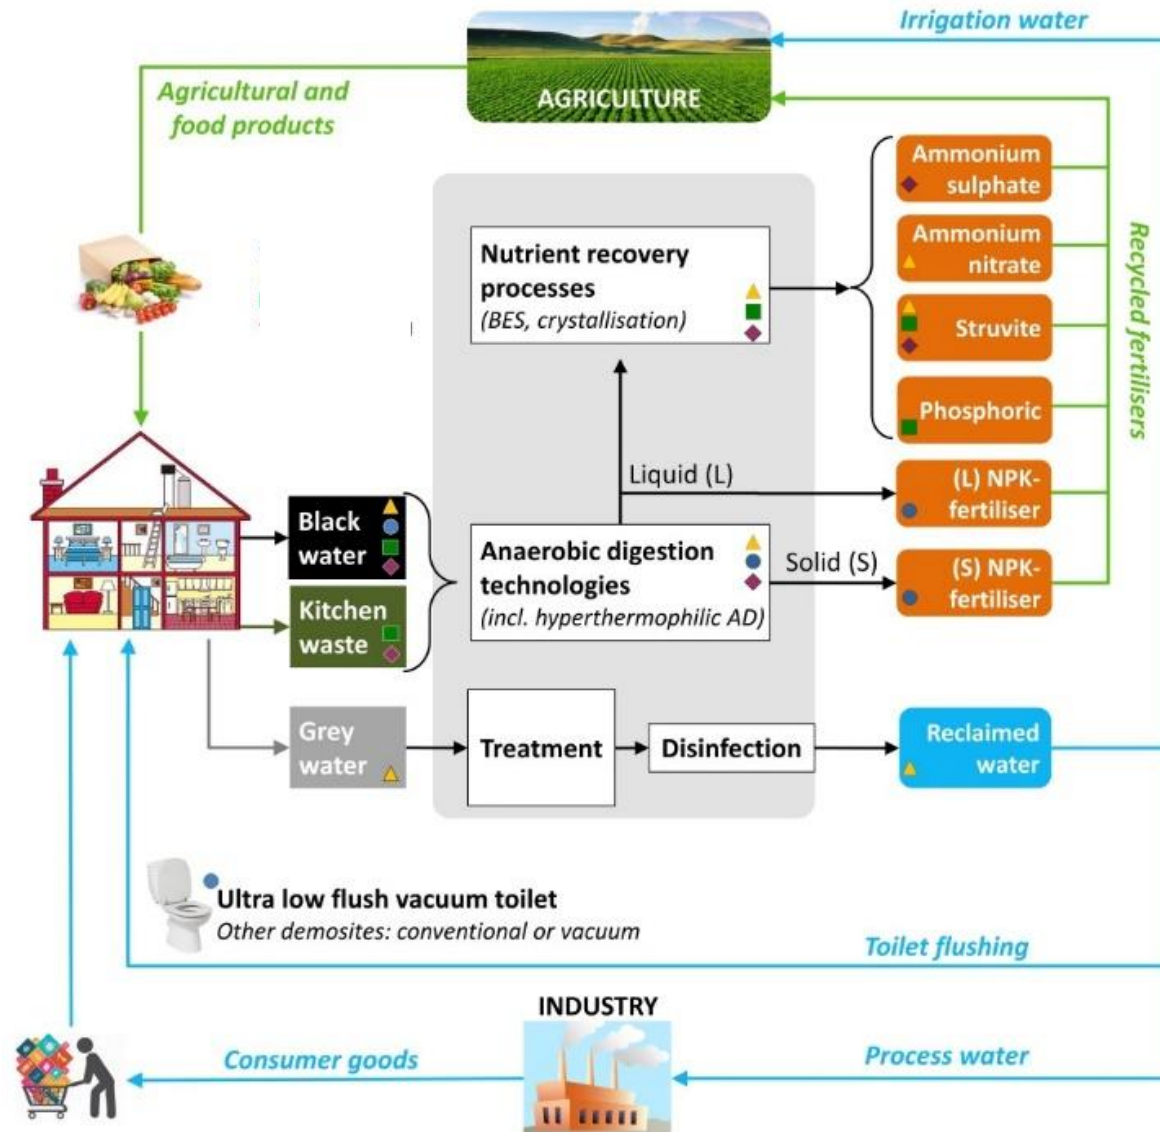 Irrigation water
AGRICULTURE
Agricultural and
food products
Ammonium
sulphate
Ammonium
nitrate
Struvite
Phosphoric
(L) NPK-
fertiliser
(S) NPK-
fertiliser
Recycled fertilisers
Nutrient recovery
processes
(BES, crystallisation)
Liquid (L)
Anaerobic digestion
technologies
(incl. hyperthermophilic AD)
Solid (S)
Black
water
Kitchen
waste
Grey
water
Treatment
Disinfection
Reclaimed
water
Ultra low flush vacuum toilet
Other demosites: conventional or vacuum
Toilet flushing
INDUSTRY
Process water
Consumer goods